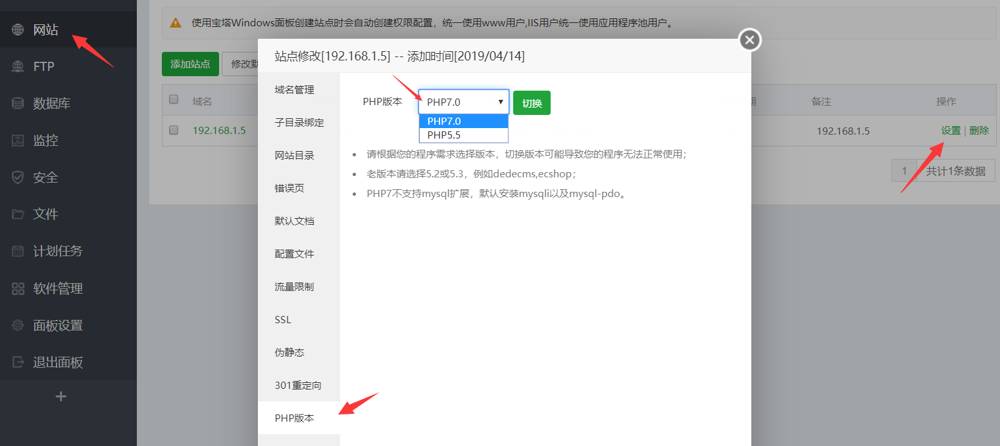 网站
FTP
数据库
监控
安全
文件
计划任务
软件管理
面板设置
退出面板
使用宝塔Windows面板创建站点时会自动创建权限配置，统一使用www用户,IIS用户统一使用应用程序池用户。
添加站点
修改默
域名
期
备注
操作
192.168.1.5
192.168.1.5
设置 | 删除
1
共计1条数据
站点修改[192.168.1.5] -- 添加时间[2019/04/14]
域名管理
子目录绑定
网站目录
错误页
默认文档
配置文件
流量限制
SSL
伪静态
301重定向
PHP版本
PHP版本
PHP7.0
切换
PHP7.0
PHP5.5
请根据您的程序需求选择版本，切换版本可能导致您的程序无法正常使用；
老版本请选择5.2或5.3，例如dedecms,ecshop；
PHP7不支持mysql扩展，默认安装mysqli以及mysql-pdo。